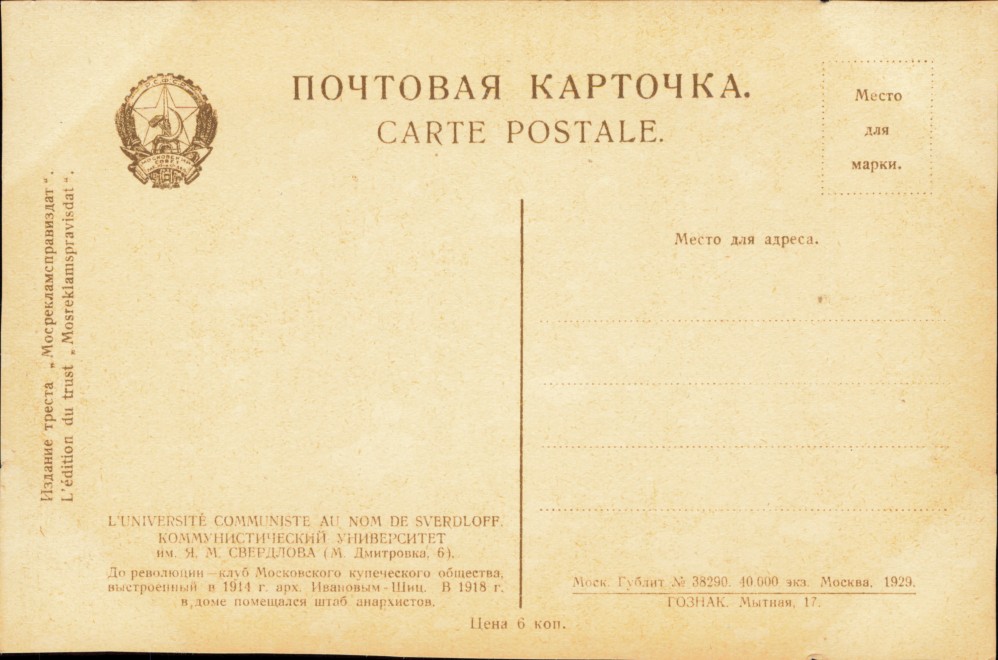 Р.С.Ф.С.Р.
МОСКОВСКИЙ
СОВЕТ
ПОЧТОВАЯ КАРТОЧКА.
CARTE POSTALE.
Место
для
марки.
Издание треста „Мосрекламсправиздат“.
L'édition du trust „Mosreklamspravisdat“.
Место для адреса.
L'UNIVERSITÉ COMMUNISTE AU NOM DE SVERDLOFF.
КОММУНИСТИЧЕСКИЙ УНИВЕРСИТЕТ
им. Я. М. СВЕРДЛОВА (М. Дмитровка, 6).
До революции—клуб Московского купеческого общества,
выстроенный в 1914 г. арх. Ивановым-Шиц. В 1918 г.
в доме помещался штаб анархистов.
Цена 6 коп.
Моск. Гублит № 38290. 40.000 экз. Москва, 1929.
ГОЗНАК. Мытная, 17.